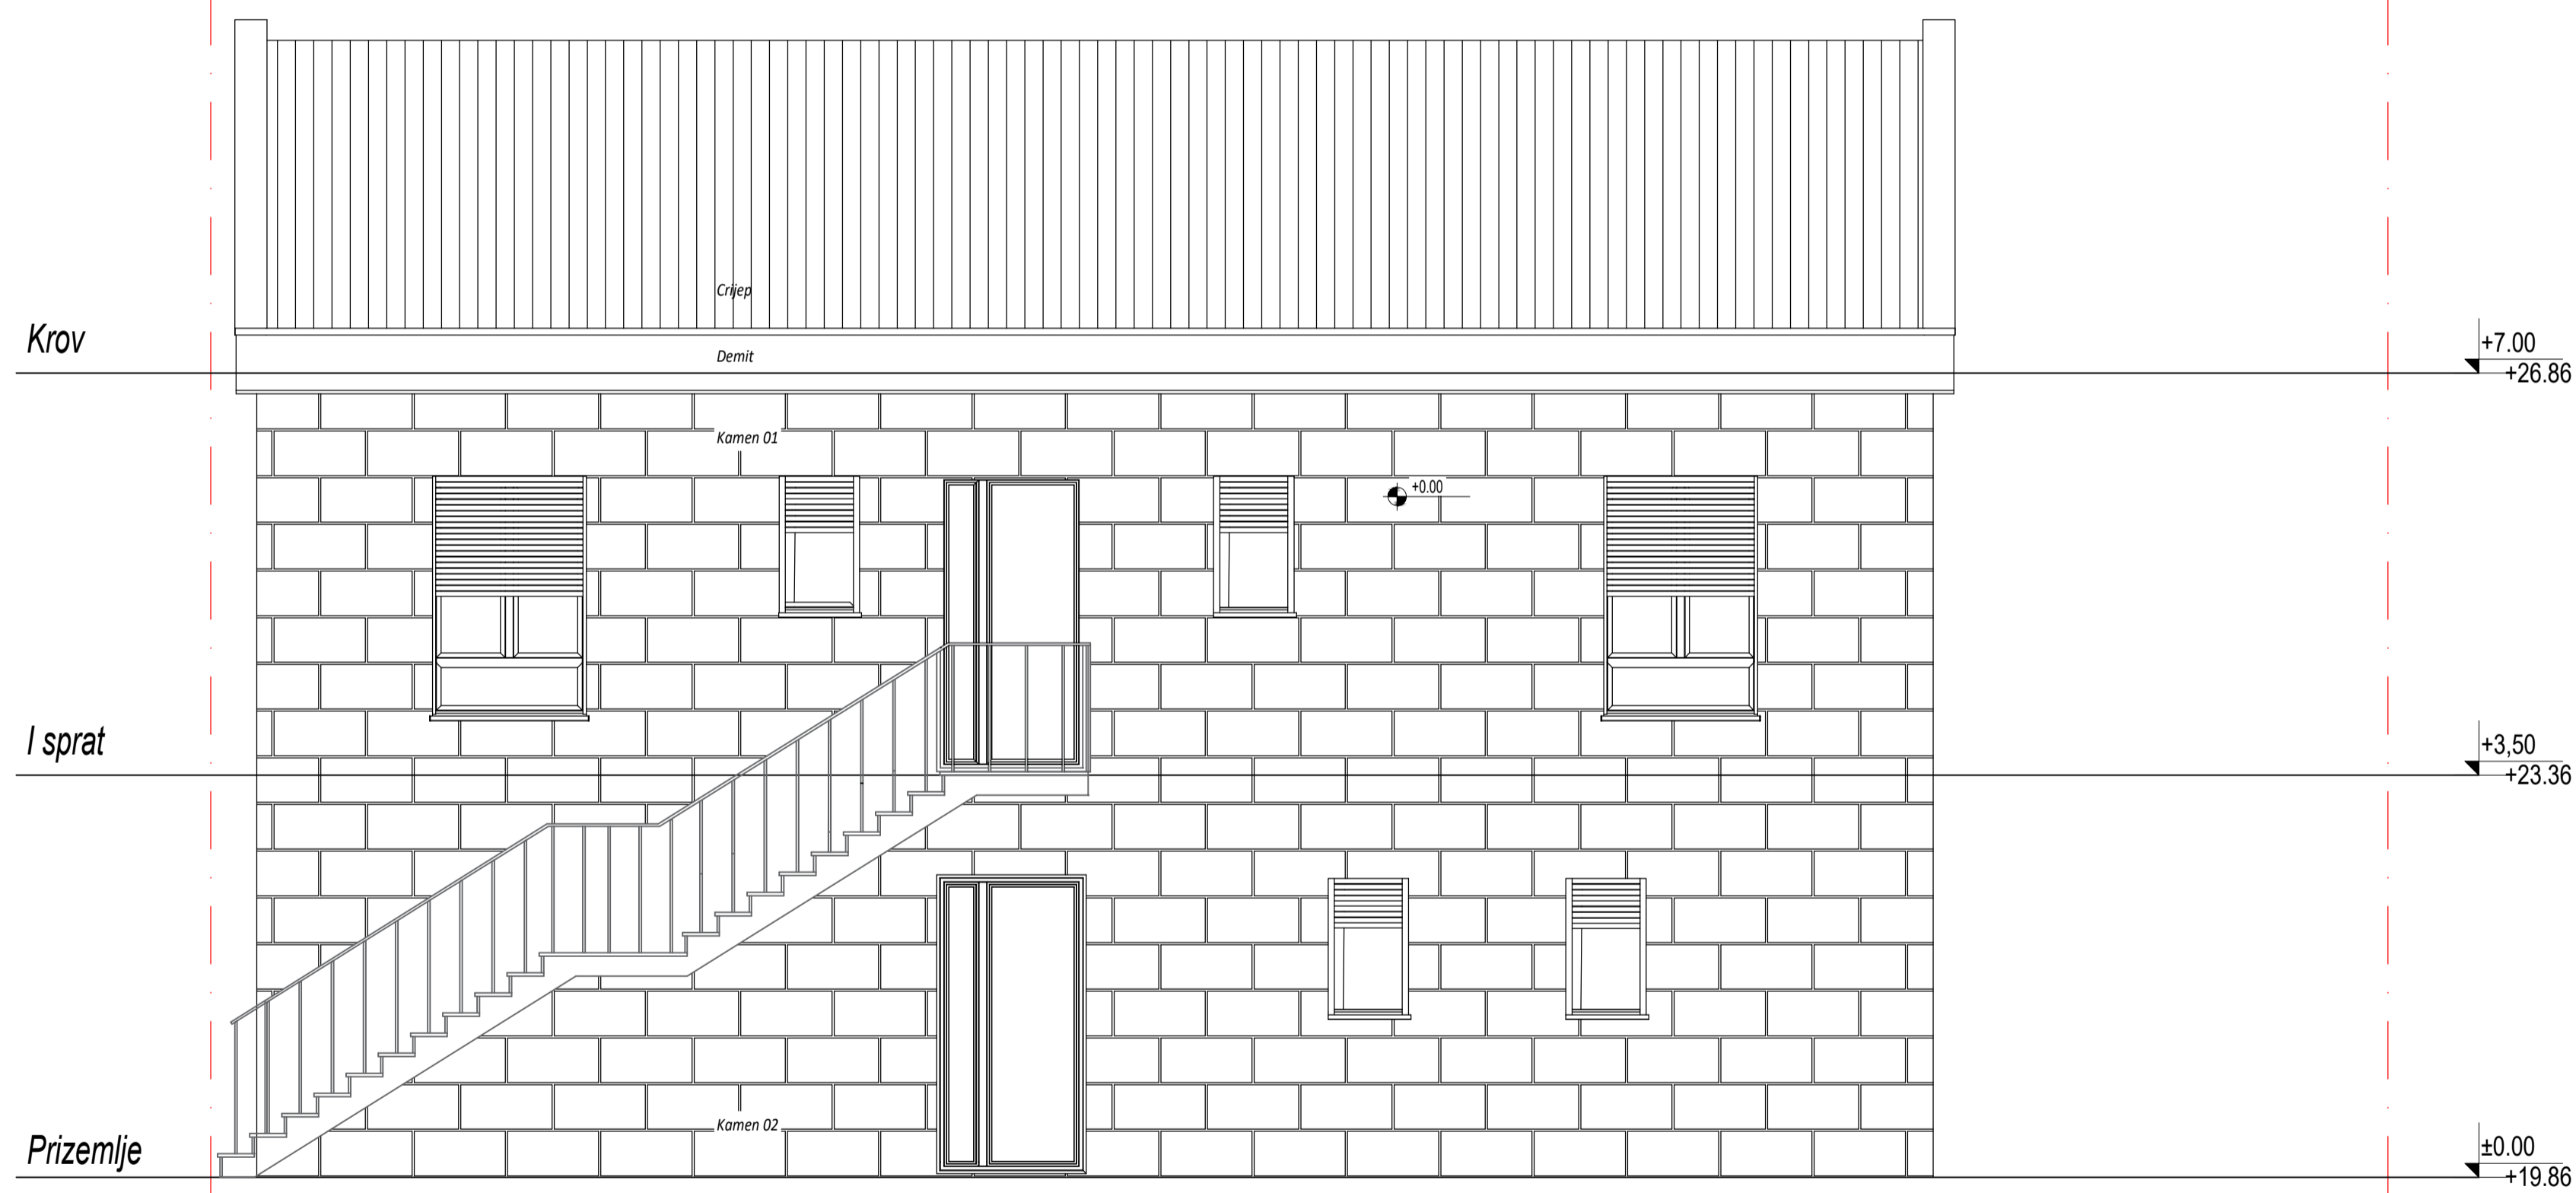 Crijep
Krov
Demit
+7.00
+26.86
Kamen 01
+0.00
I sprat
+3,50
+23.36
Kamen 02
Prizemlje
±0.00
+19.86